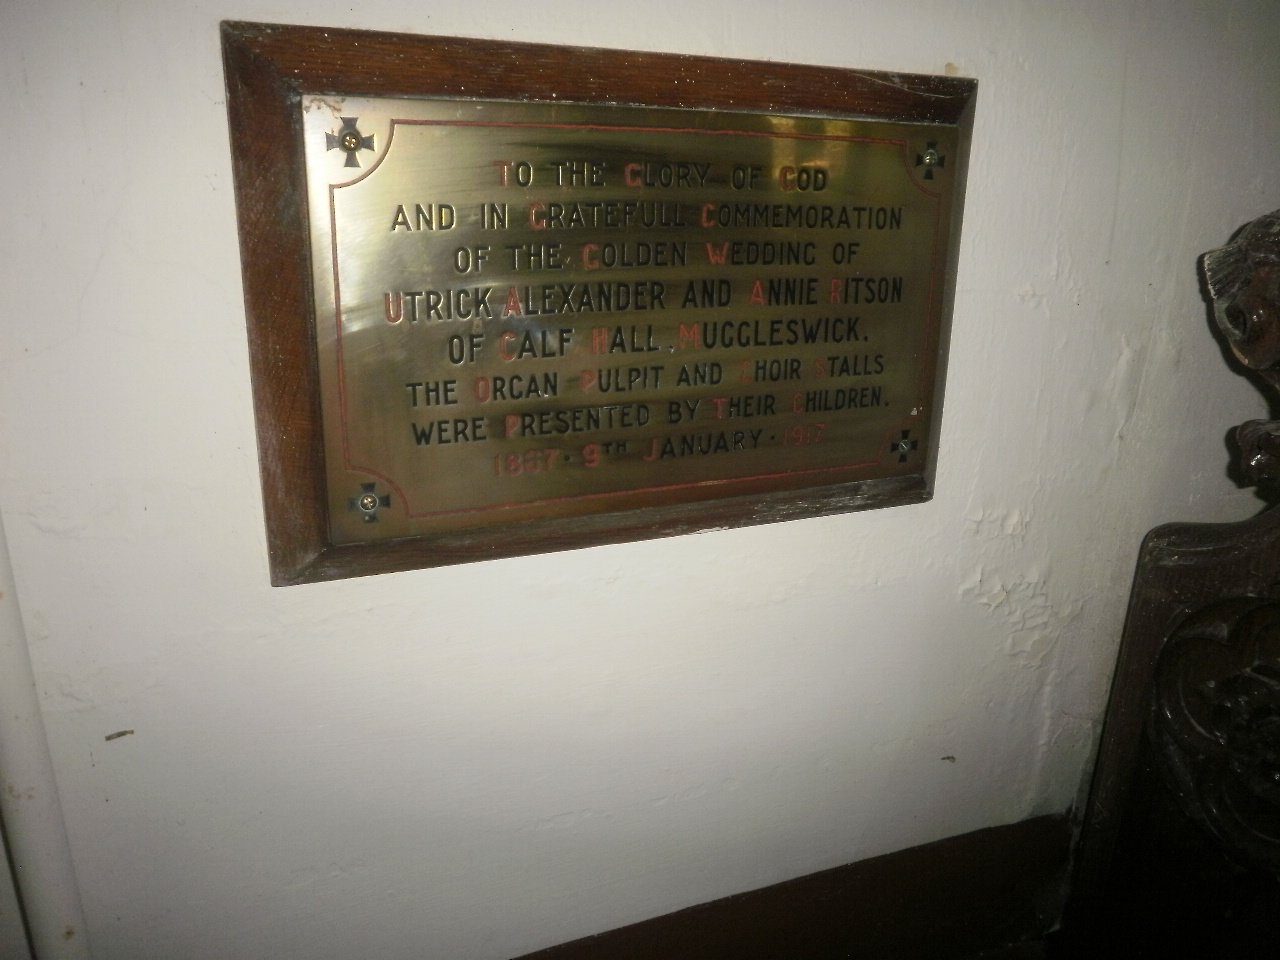 TO THE GLORY OF GOD
AND IN GRATEFULL COMMEMORATION
OF THE GOLDEN WEDDING OF
UTRICK ALEXANDER AND ANNIE RITSON
OF CALF HALL. MUGGLESWICK.
THE ORGAN PULPIT AND CHOIR STALLS
WERE PRESENTED BY THEIR CHILDREN.
1867 · 9TH JANUARY · 1917